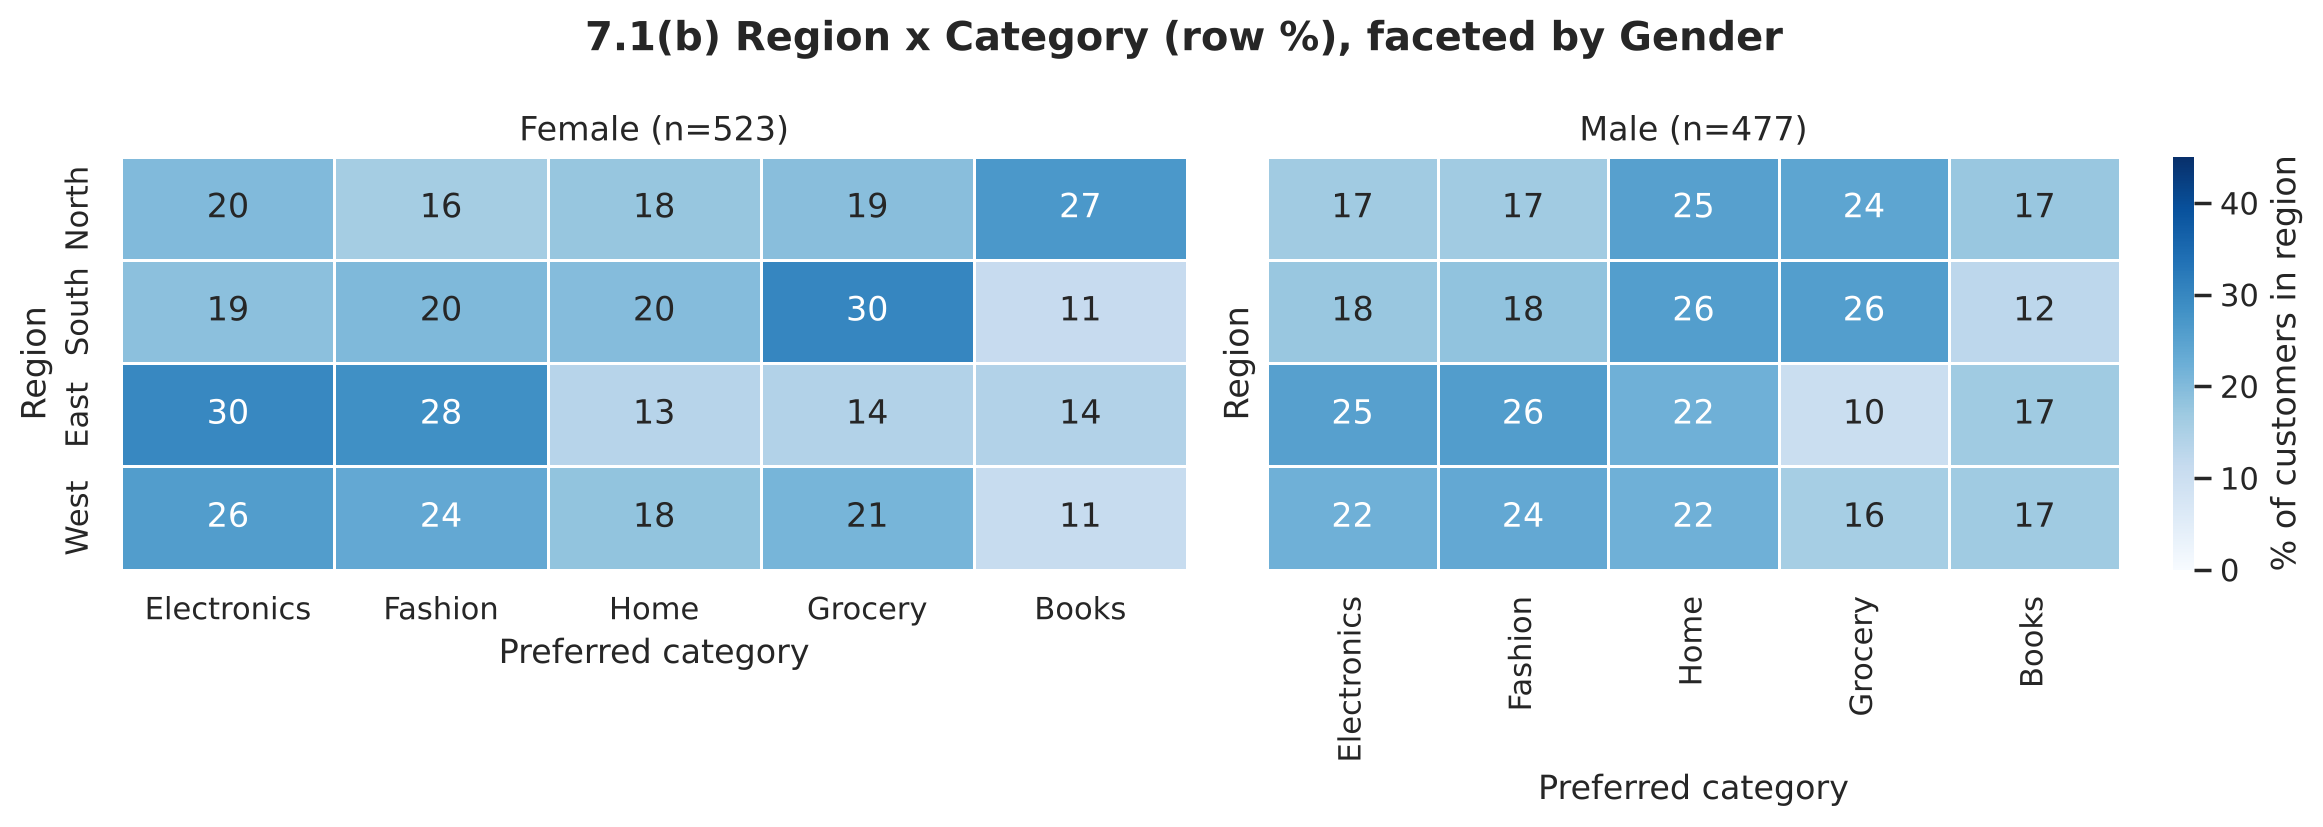 7.1(b) Region x Category (row %), faceted by Gender
Female (n=523)
Region
North 20 16 18 19 27
South 19 20 20 30 11
East 30 28 13 14 14
West 26 24 18 21 11
Electronics Fashion Home Grocery Books
Preferred category
Male (n=477)
Region
17 17 25 24 17
18 18 26 26 12
25 26 22 10 17
22 24 22 16 17
Electronics Fashion Home Grocery Books
Preferred category
40
30
20
10
0
% of customers in region